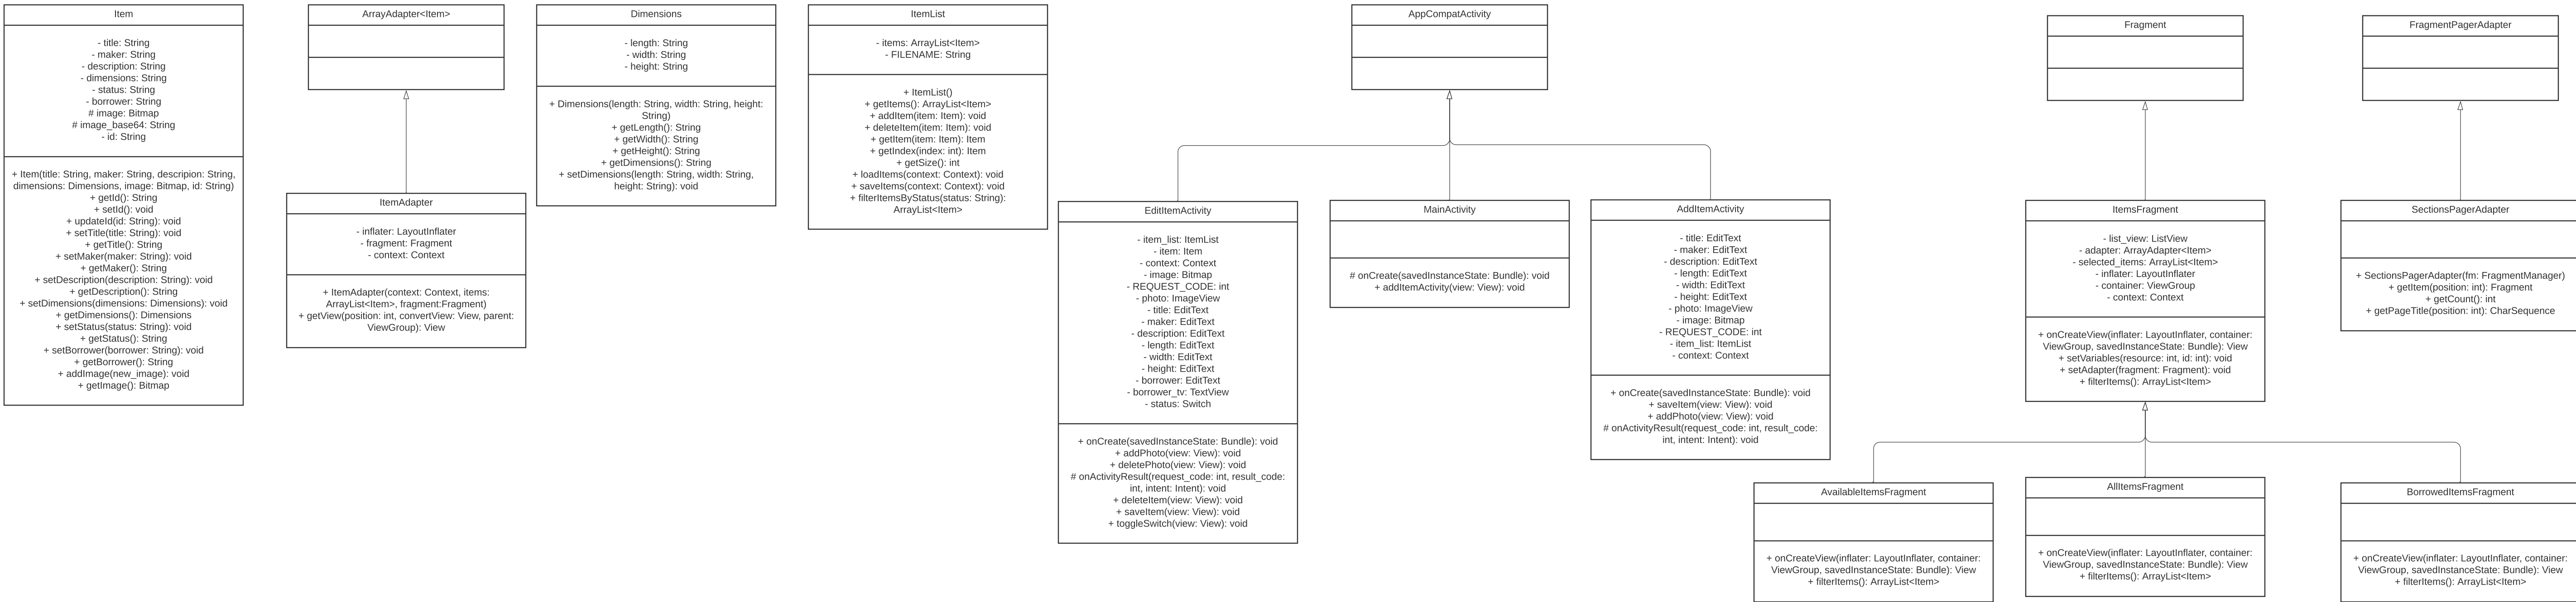 Item
- title: String
- maker: String
- description: String
- dimensions: String
- status: String
- borrower: String
# image: Bitmap
# image_base64: String
- id: String
+ Item(title: String, maker: String, descripion: String,
dimensions: Dimensions, image: Bitmap, id: String)
+ getId(): String
+ setId(): void
+ updateId(id: String): void
+ setTitle(title: String): void
+ getTitle(): String
+ setMaker(maker: String): void
+ getMaker(): String
+ setDescription(description: String): void
+ getDescription(): String
+ setDimensions(dimensions: Dimensions): void
+ getDimensions(): Dimensions
+ setStatus(status: String): void
+ getStatus(): String
+ setBorrower(borrower: String): void
+ getBorrower(): String
+ addImage(new_image): void
+ getImage(): Bitmap
ArrayAdapter<Item>
ItemAdapter
- inflater: LayoutInflater
- fragment: Fragment
- context: Context
+ ItemAdapter(context: Context, items:
ArrayList<Item>, fragment:Fragment)
+ getView(position: int, convertView: View, parent:
ViewGroup): View
Dimensions
- length: String
- width: String
- height: String
+ Dimensions(length: String, width: String, height:
String)
+ getLength(): String
+ getWidth(): String
+ getHeight(): String
+ getDimensions(): String
+ setDimensions(length: String, width: String,
height: String): void
ItemList
- items: ArrayList<Item>
- FILENAME: String
+ ItemList()
+ getItems(): ArrayList<Item>
+ addItem(item: Item): void
+ deleteItem(item: Item): void
+ getItem(item: Item): Item
+ getIndex(index: int): Item
+ getSize(): int
+ loadItems(context: Context): void
+ saveItems(context: Context): void
+ filterItemsByStatus(status: String):
ArrayList<Item>
AppCompatActivity
EditItemActivity
- item_list: ItemList
- item: Item
- context: Context
- image: Bitmap
- REQUEST_CODE: int
- photo: ImageView
- title: EditText
- maker: EditText
- description: EditText
- length: EditText
- width: EditText
- height: EditText
- borrower: EditText
- borrower_tv: TextView
- status: Switch
+ onCreate(savedInstanceState: Bundle): void
+ addPhoto(view: View): void
+ deletePhoto(view: View): void
# onActivityResult(request_code: int, result_code:
int, intent: Intent): void
+ deleteItem(view: View): void
+ saveItem(view: View): void
+ toggleSwitch(view: View): void
MainActivity
# onCreate(savedInstanceState: Bundle): void
+ addItemActivity(view: View): void
AddItemActivity
- title: EditText
- maker: EditText
- description: EditText
- length: EditText
- width: EditText
- height: EditText
- photo: ImageView
- image: Bitmap
- REQUEST_CODE: int
- item_list: ItemList
- context: Context
+ onCreate(savedInstanceState: Bundle): void
+ saveItem(view: View): void
+ addPhoto(view: View): void
# onActivityResult(request_code: int, result_code:
int, intent: Intent): void
Fragment
ItemsFragment
- list_view: ListView
- adapter: ArrayAdapter<Item>
- selected_items: ArrayList<Item>
- inflater: LayoutInflater
- container: ViewGroup
- context: Context
+ onCreateView(inflater: LayoutInflater, container:
ViewGroup, savedInstanceState: Bundle): View
+ setVariables(resource: int, id: int): void
+ setAdapter(fragment: Fragment): void
+ filterItems(): ArrayList<Item>
FragmentPagerAdapter
SectionsPagerAdapter
+ SectionsPagerAdapter(fm: FragmentManager)
+ getItem(position: int): Fragment
+ getCount(): int
+ getPageTitle(position: int): CharSequence
AvailableItemsFragment
+ onCreateView(inflater: LayoutInflater, container:
ViewGroup, savedInstanceState: Bundle): View
+ filterItems(): ArrayList<Item>
AllItemsFragment
+ onCreateView(inflater: LayoutInflater, container:
ViewGroup, savedInstanceState: Bundle): View
+ filterItems(): ArrayList<Item>
BorrowedItemsFragment
+ onCreateView(inflater: LayoutInflater, container:
ViewGroup, savedInstanceState: Bundle): View
+ filterItems(): ArrayList<Item>